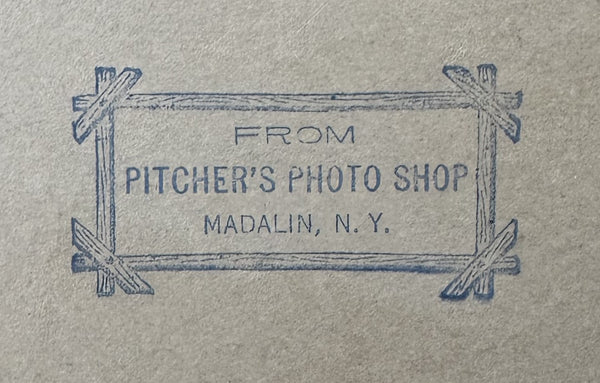 FROM
PITCHER'S PHOTO SHOP
MADALIN, N. Y.